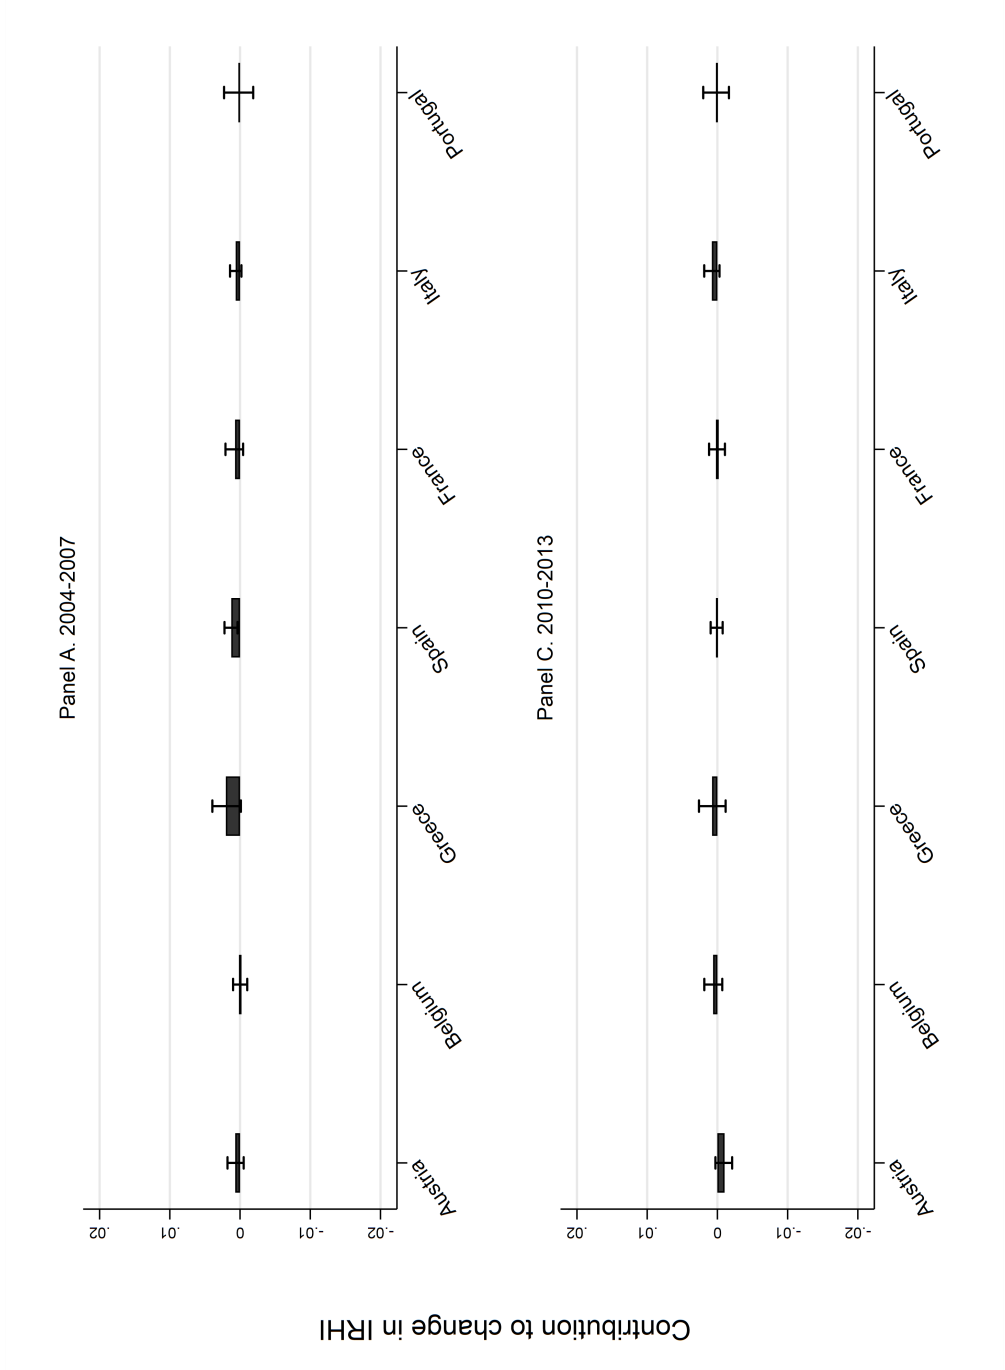 Contribution to change in IRHI
Panel A. 2004-2007
.02
.01
0
-.01
-.02
Austria
Belgium
Greece
Spain
France
Italy
Portugal
Panel C. 2010-2013
.02
.01
0
-.01
-.02
Austria
Belgium
Greece
Spain
France
Italy
Portugal